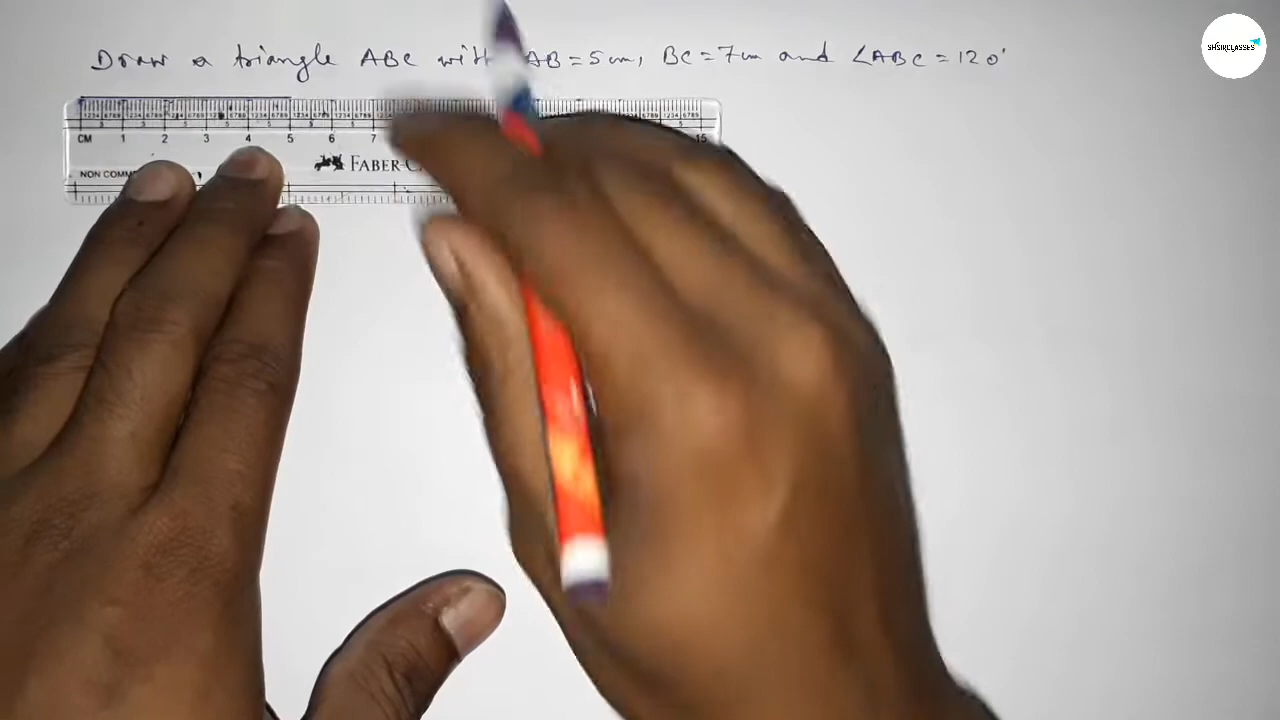 Draw a triangle ABC with AB = 5cm, BC = 7cm and ∠ABC = 120°
SHSIRCLASSES
CM 1 2 3 4 5 6 7 15
FABER-C
NON COMM